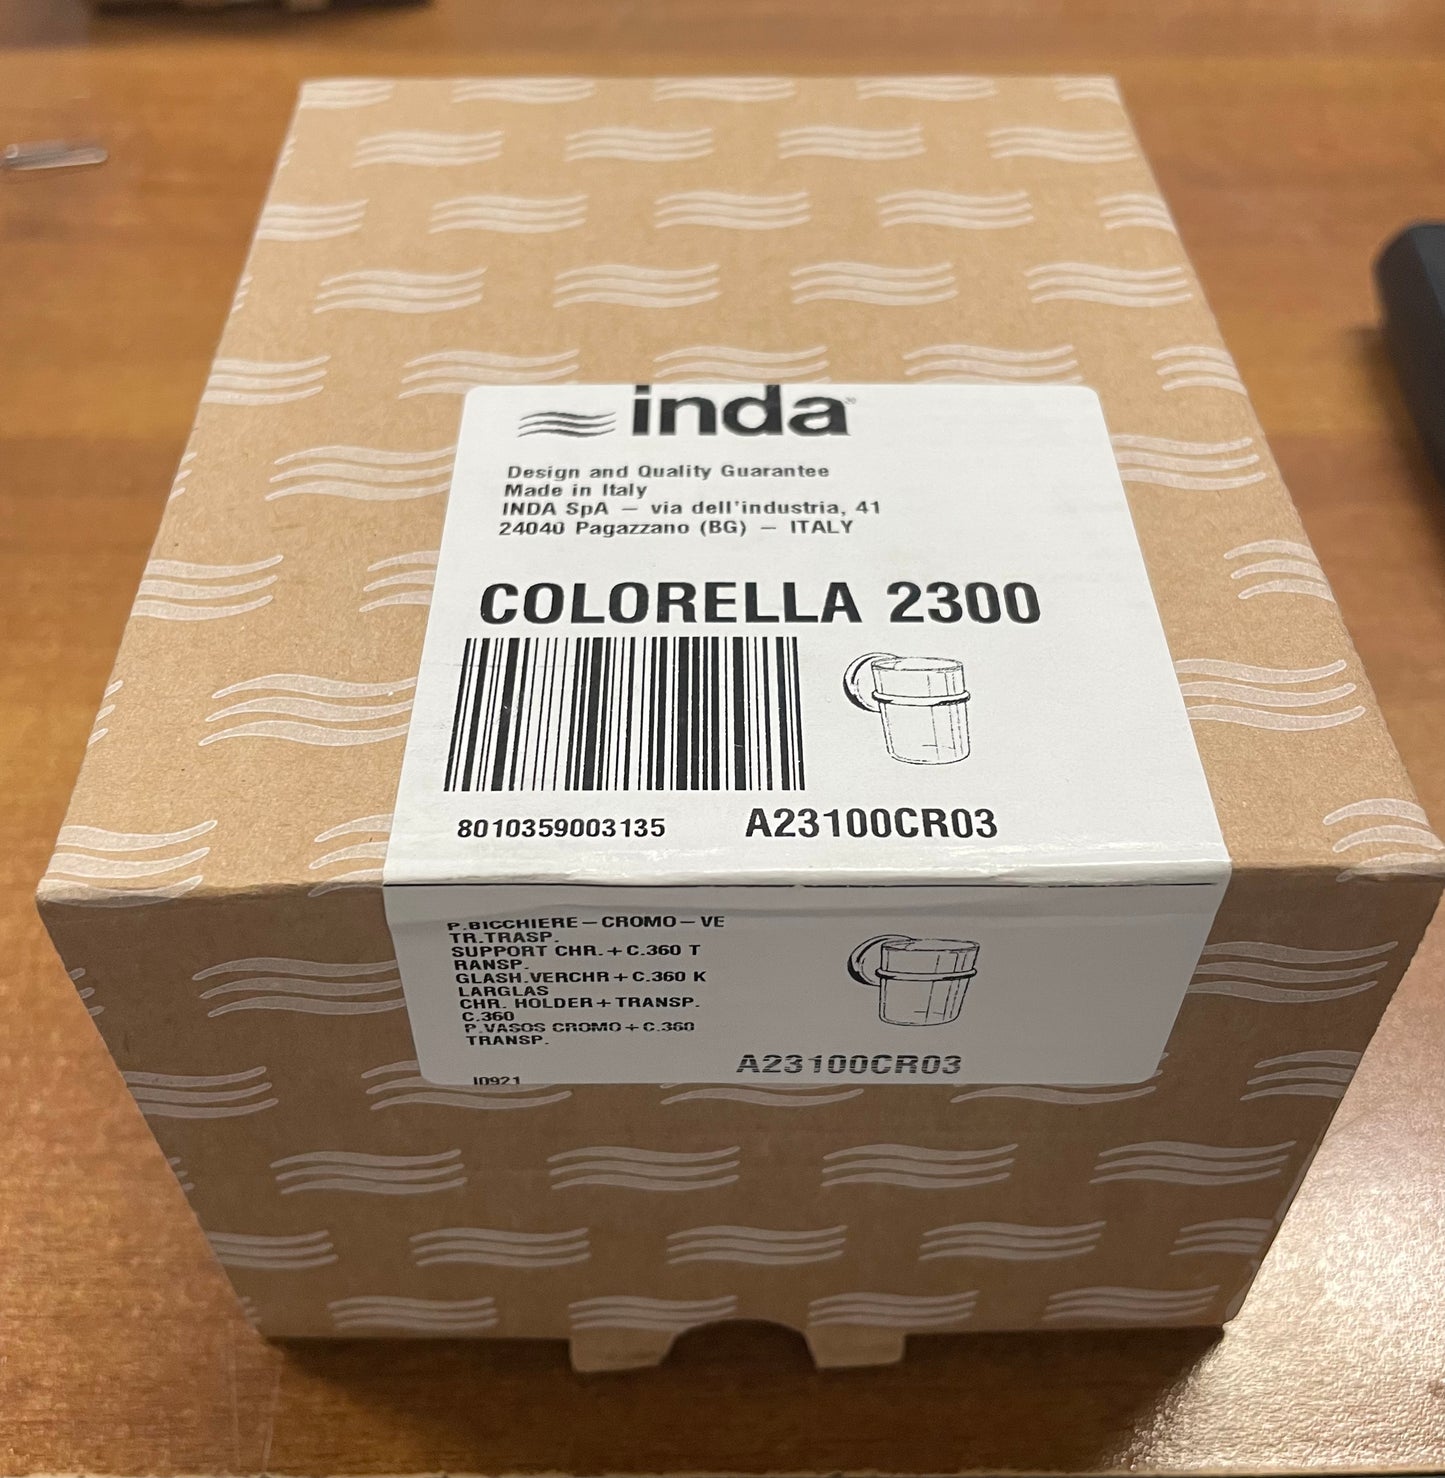 inda
Design and Quality Guarantee
Made in Italy
INDA SpA — via dell'industria, 41
24040 Pagazzano (BG) — ITALY
COLORELLA 2300
8010359003135 A23100CR03
P.BICCHIERE–CROMO–VE
TR.TRASP.
SUPPORT CHR.+C.360 T
RANSP.
GLASH.VERCHR+C.360 K
LARGLAS
CHR. HOLDER+TRANSP.
C.360
P.VASOS CROMO+C.360
TRANSP.
A23100CR03
I0921